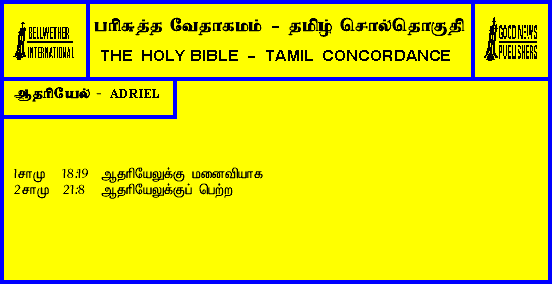 BELLWETHER
INTERNATIONAL
பரிசுத்த வேதாகமம் - தமிழ் சொல்தொகுதி
THE HOLY BIBLE - TAMIL CONCORDANCE
GOOD NEWS
PUBLISHERS
ஆதரியேல் - ADRIEL
1சாமு 18:19 ஆதரியேலுக்கு மனைவியாக
2சாமு 21:8 ஆதரியேலுக்குப் பெற்ற